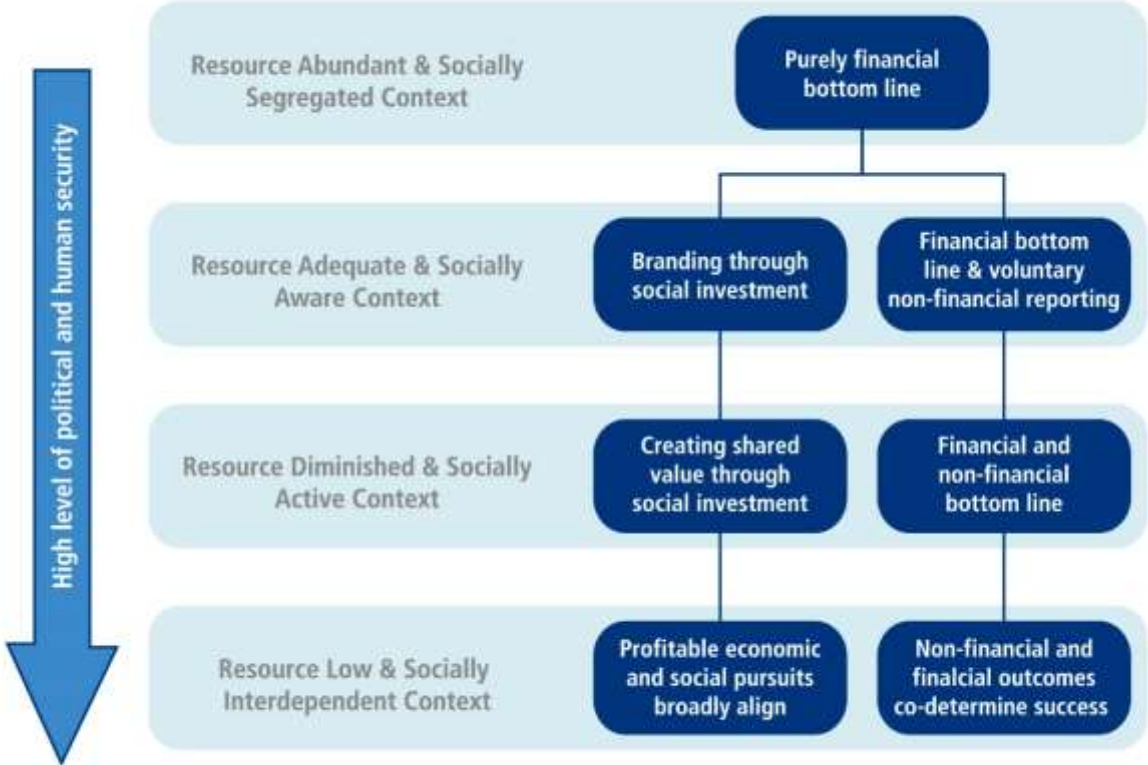 High level of political and human security
Resource Abundant & Socially
Segregated Context
Purely financial
bottom line
Resource Adequate & Socially
Aware Context
Branding through
social investment
Financial bottom
line & voluntary
non-financial reporting
Resource Diminished & Socially
Active Context
Creating shared
value through
social investment
Financial and
non-financial
bottom line
Resource Low & Socially
Interdependent Context
Profitable economic
and social pursuits
broadly align
Non-financial and
finalcial outcomes
co-determine success